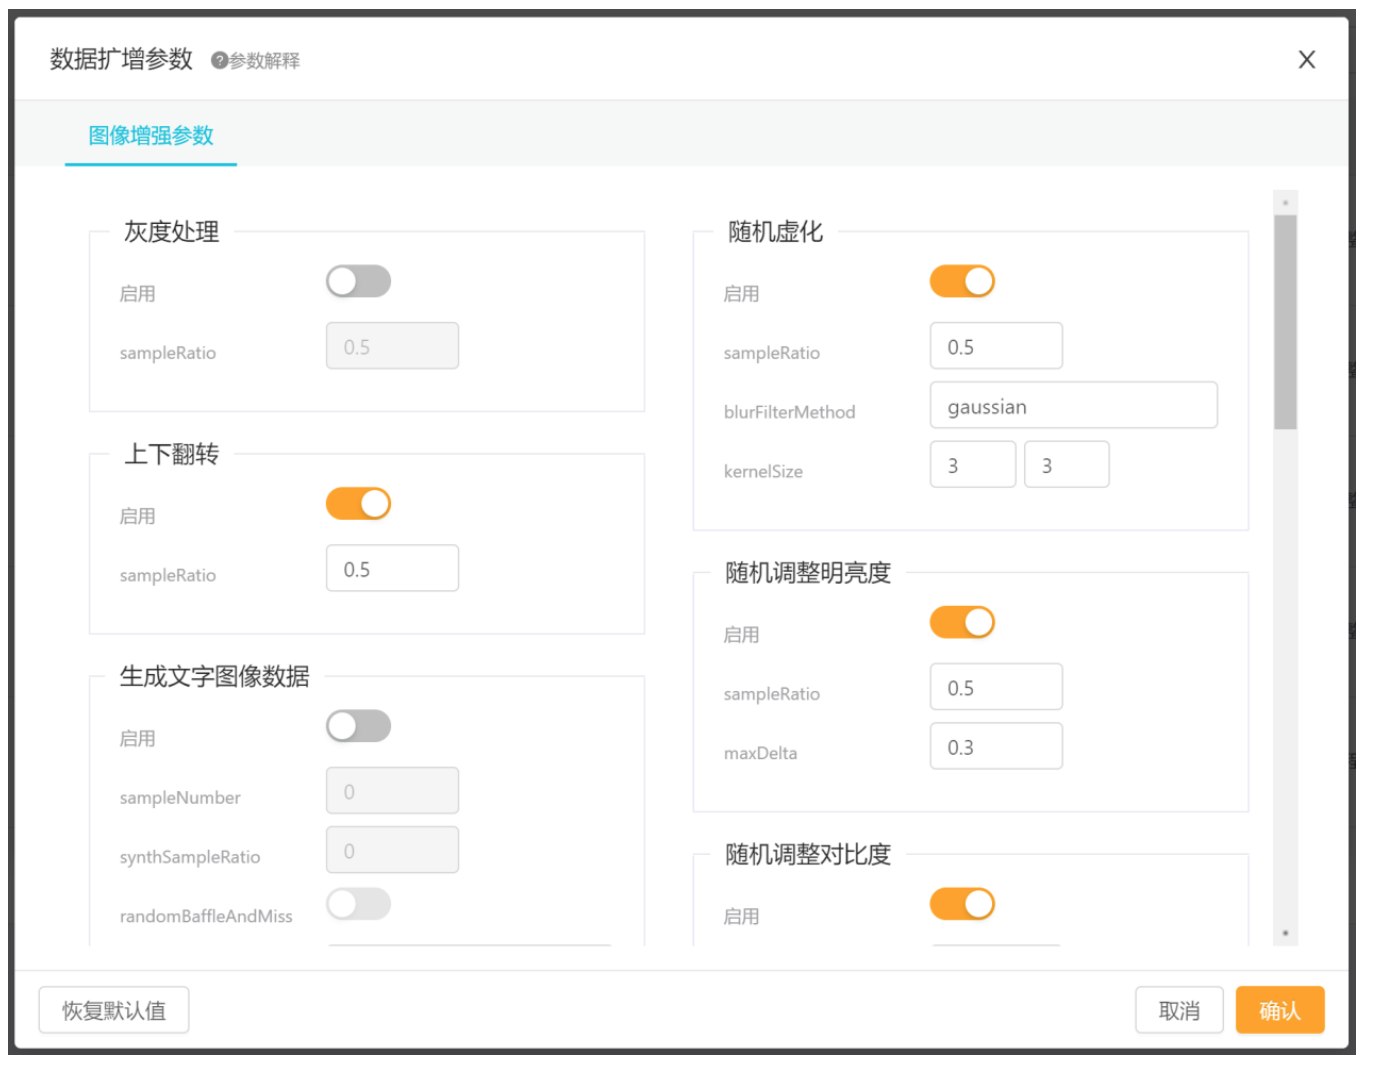 数据扩增参数 ?参数解释 X
图像增强参数
灰度处理
启用
sampleRatio 0.5
上下翻转
启用
sampleRatio 0.5
生成文字图像数据
启用
sampleNumber 0
synthSampleRatio 0
randomBaffleAndMiss
随机虚化
启用
sampleRatio 0.5
blurFilterMethod gaussian
kernelSize 3 3
随机调整明亮度
启用
sampleRatio 0.5
maxDelta 0.3
随机调整对比度
启用
恢复默认值 取消 确认